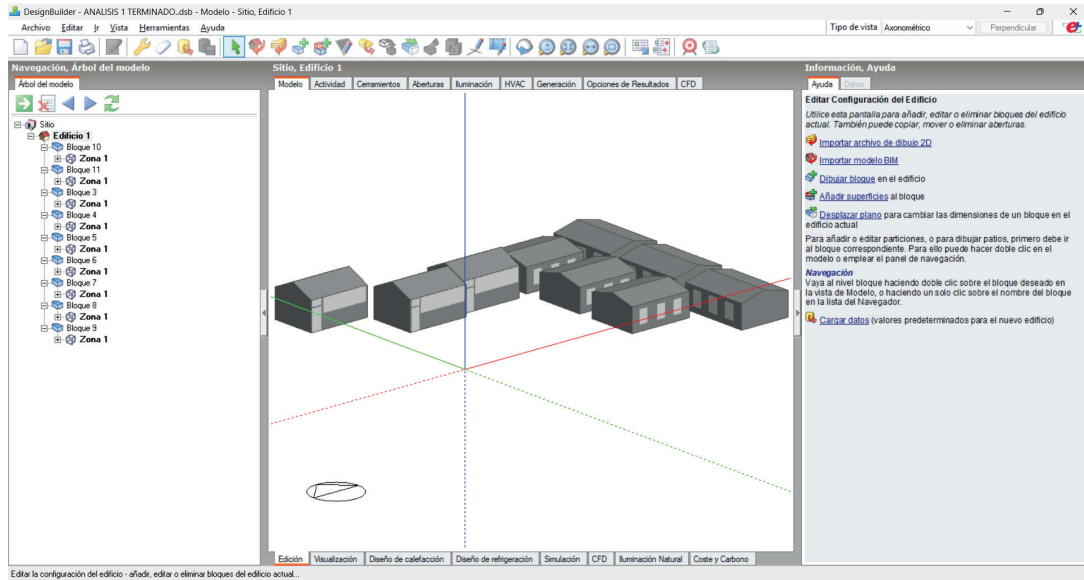 DesignBuilder - ANALISIS 1 TERMINADO..dsb - Modelo - Sitio, Edificio 1
Archivo Editar Ir Vista Herramientas Ayuda
Tipo de vista Axonométrico Perpendicular
Navegación, Árbol del modelo
Árbol del modelo
Sitio
Edificio 1
Bloque 10
Zona 1
Bloque 11
Zona 1
Bloque 3
Zona 1
Bloque 4
Zona 1
Bloque 5
Zona 1
Bloque 6
Zona 1
Bloque 7
Zona 1
Bloque 8
Zona 1
Bloque 9
Zona 1
Sitio, Edificio 1
Modelo Actividad Cerramientos Aberturas Iluminación HVAC Generación Opciones de Resultados CFD
Edición Visualización Diseño de calefacción Diseño de refrigeración Simulación CFD Iluminación Natural Coste y Carbono
Información, Ayuda
Ayuda Datos
Editar Configuración del Edificio
Utilice esta pantalla para añadir, editar o eliminar bloques del edificio
actual. También puede copiar, mover o eliminar aberturas.
Importar archivo de dibujo 2D
Importar modelo BIM
Dibujar bloque en el edificio
Añadir superficies al bloque
Desplazar plano para cambiar las dimensiones de un bloque en el
edificio actual
Para añadir o editar particiones, o para dibujar patios, primero debe ir
al bloque correspondiente. Para ello puede hacer doble clic en el
modelo o emplear el panel de navegación.
Navegación
Vaya al nivel bloque haciendo doble clic sobre el bloque deseado en
la vista de Modelo, o haciendo un solo clic sobre el nombre del bloque
en la lista del Navegador.
Cargar datos (valores predeterminados para el nuevo edificio)
Editar la configuración del edificio - añadir, editar o eliminar bloques del edificio actual...